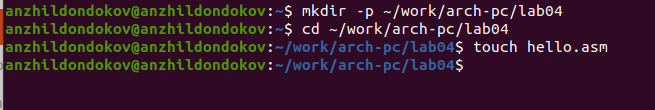 anzhildondokov@anzhildondokov:~$ mkdir -p ~/work/arch-pc/lab04
anzhildondokov@anzhildondokov:~$ cd ~/work/arch-pc/lab04
anzhildondokov@anzhildondokov:~/work/arch-pc/lab04$ touch hello.asm
anzhildondokov@anzhildondokov:~/work/arch-pc/lab04$